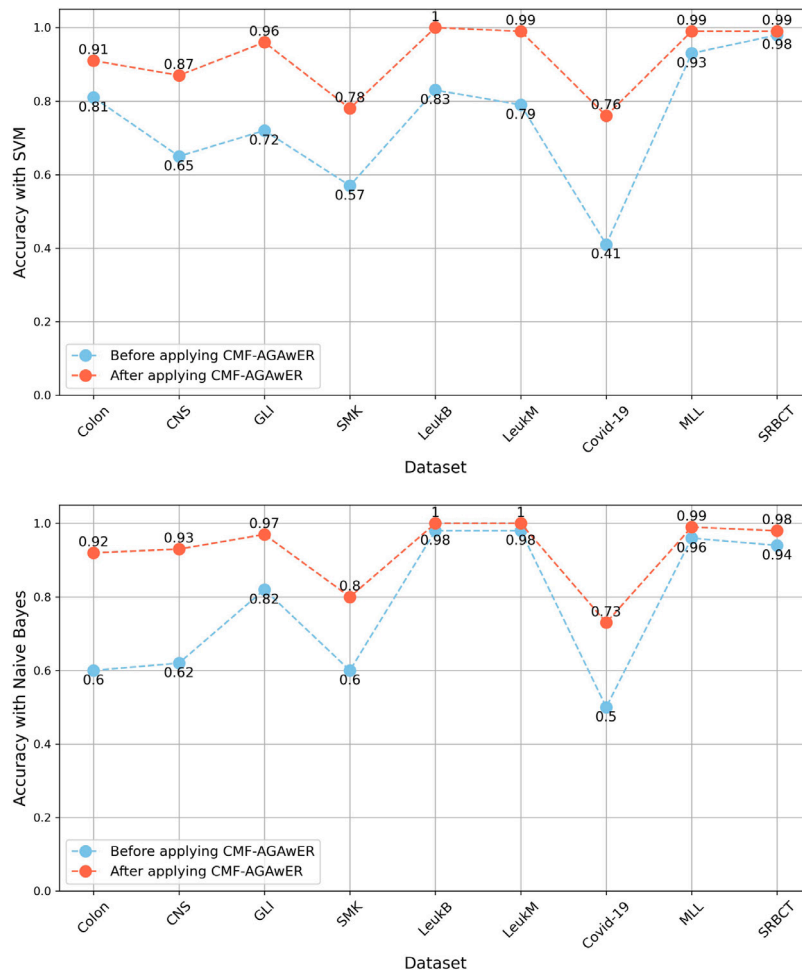 1
0.99
0.99
0.99
1.0
0.96
0.91
0.98
0.87
0.93
0.83
0.8
0.81
0.78
0.79
0.76
0.72
0.65
0.6
0.57
Accuracy with SVM
0.4
0.41
0.2
Before applying CMF-AGAwER
After applying CMF-AGAwER
0.0
Colon
CNS
GLI
SMK
LeukB
LeukM
Covid-19
MLL
SRBCT
Dataset
1
1
0.99
0.98
1.0
0.97
0.92
0.93
0.98
0.98
0.96
0.94
0.8
0.82
0.8
0.73
0.6
0.6
0.62
0.6
0.5
Accuracy with Naive Bayes
0.4
0.2
Before applying CMF-AGAwER
After applying CMF-AGAwER
0.0
Colon
CNS
GLI
SMK
LeukB
LeukM
Covid-19
MLL
SRBCT
Dataset